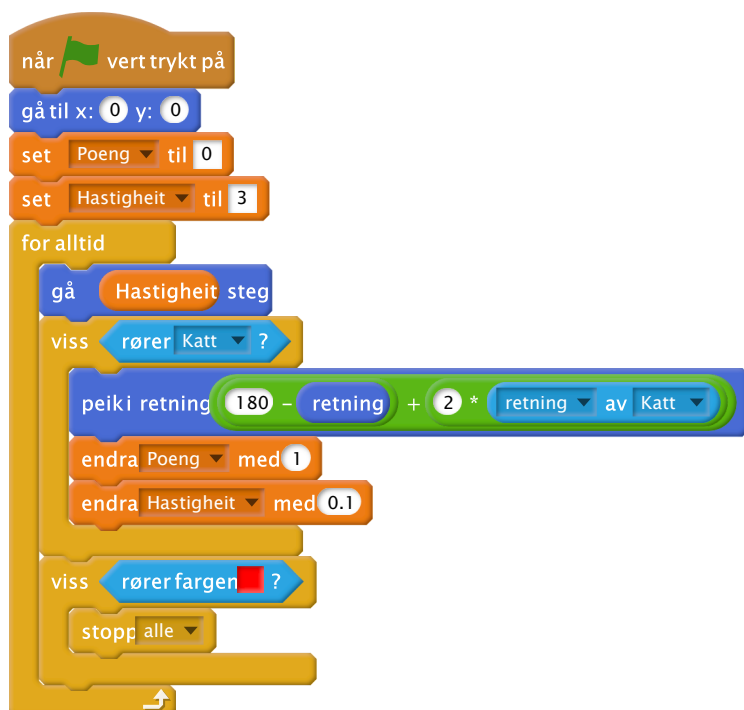 når vert trykt på
gå til x: 0 y: 0
set Poeng til 0
set Hastigheit til 3
for alltid
gå Hastigheit steg
viss rører Katt ?
peik i retning 180 - retning + 2 * retning av Katt
endra Poeng med 1
endra Hastigheit med 0.1
viss rører fargen ?
stopp alle